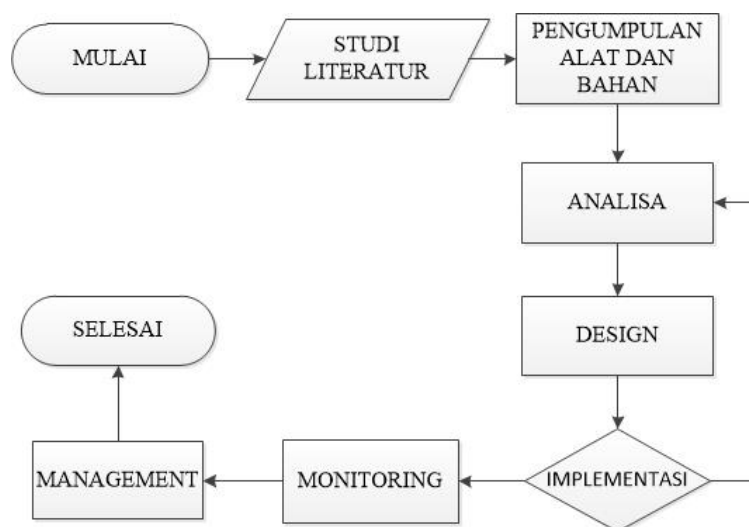 MULAI
STUDI
LITERATUR
PENGUMPULAN
ALAT DAN
BAHAN
ANALISA
DESIGN
IMPLEMENTASI
MONITORING
MANAGEMENT
SELESAI